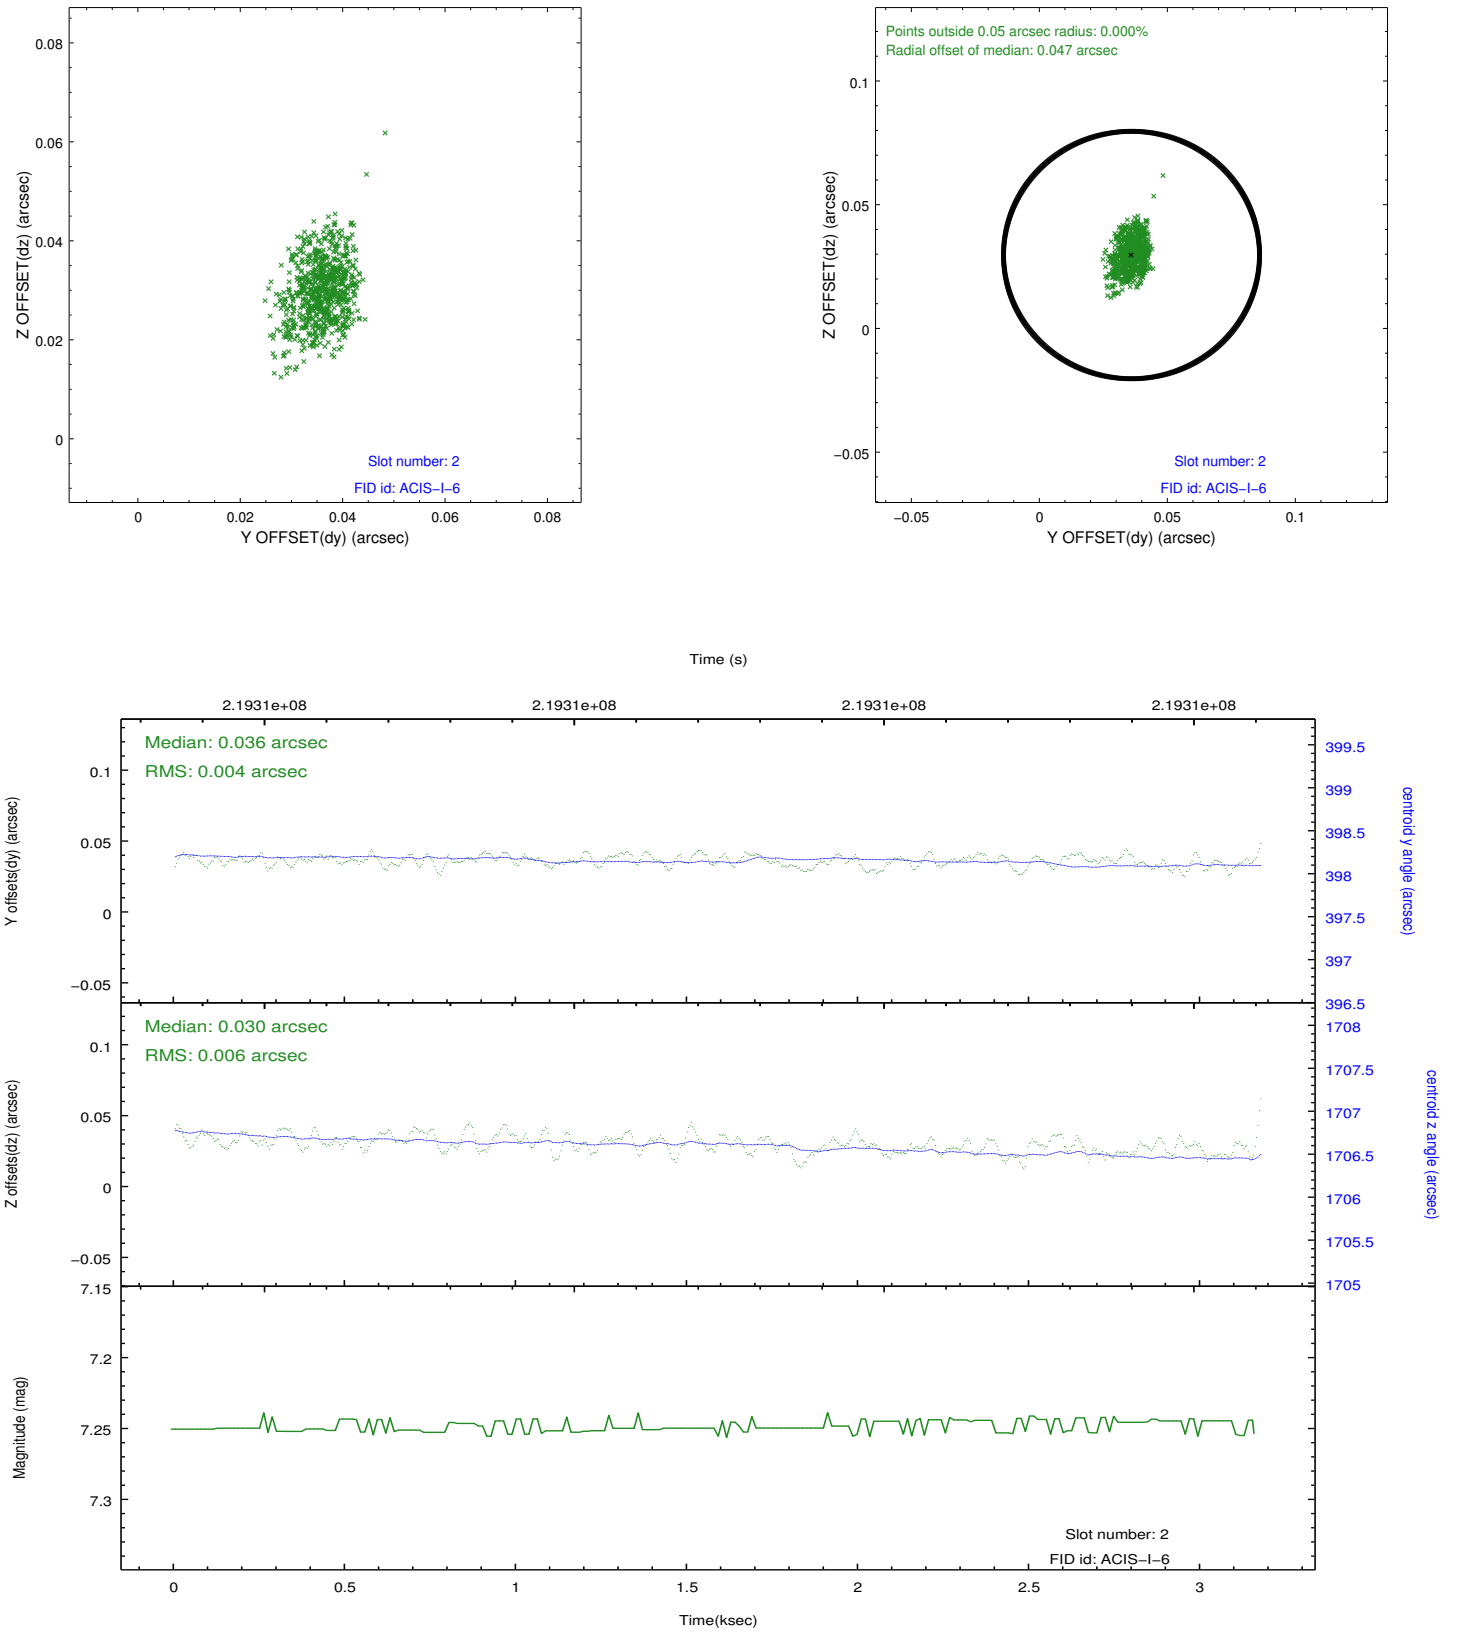 0.08
0.06
0.04
0.02
0
Z OFFSET(dz) (arcsec)
Slot number: 2
FID id: ACIS−I−6
0
0.02
0.04
0.06
0.08
Y OFFSET(dy) (arcsec)
Points outside 0.05 arcsec radius: 0.000%
Radial offset of median: 0.047 arcsec
0.1
0.05
0
−0.05
Z OFFSET(dz) (arcsec)
Slot number: 2
FID id: ACIS−I−6
−0.05
0
0.05
0.1
Y OFFSET(dy) (arcsec)
Time (s)
2.1931e+08
2.1931e+08
2.1931e+08
2.1931e+08
Median: 0.036 arcsec
RMS: 0.004 arcsec
0.1
0.05
0
−0.05
Y offsets(dy) (arcsec)
399.5
399
398.5
398
397.5
397
396.5
centroid y angle (arcsec)
Median: 0.030 arcsec
RMS: 0.006 arcsec
0.1
0.05
0
−0.05
Z offsets(dz) (arcsec)
1708
1707.5
1707
1706.5
1706
1705.5
1705
centroid z angle (arcsec)
7.15
7.2
7.25
7.3
Magnitude (mag)
Slot number: 2
FID id: ACIS−I−6
0
0.5
1
1.5
2
2.5
3
Time(ksec)